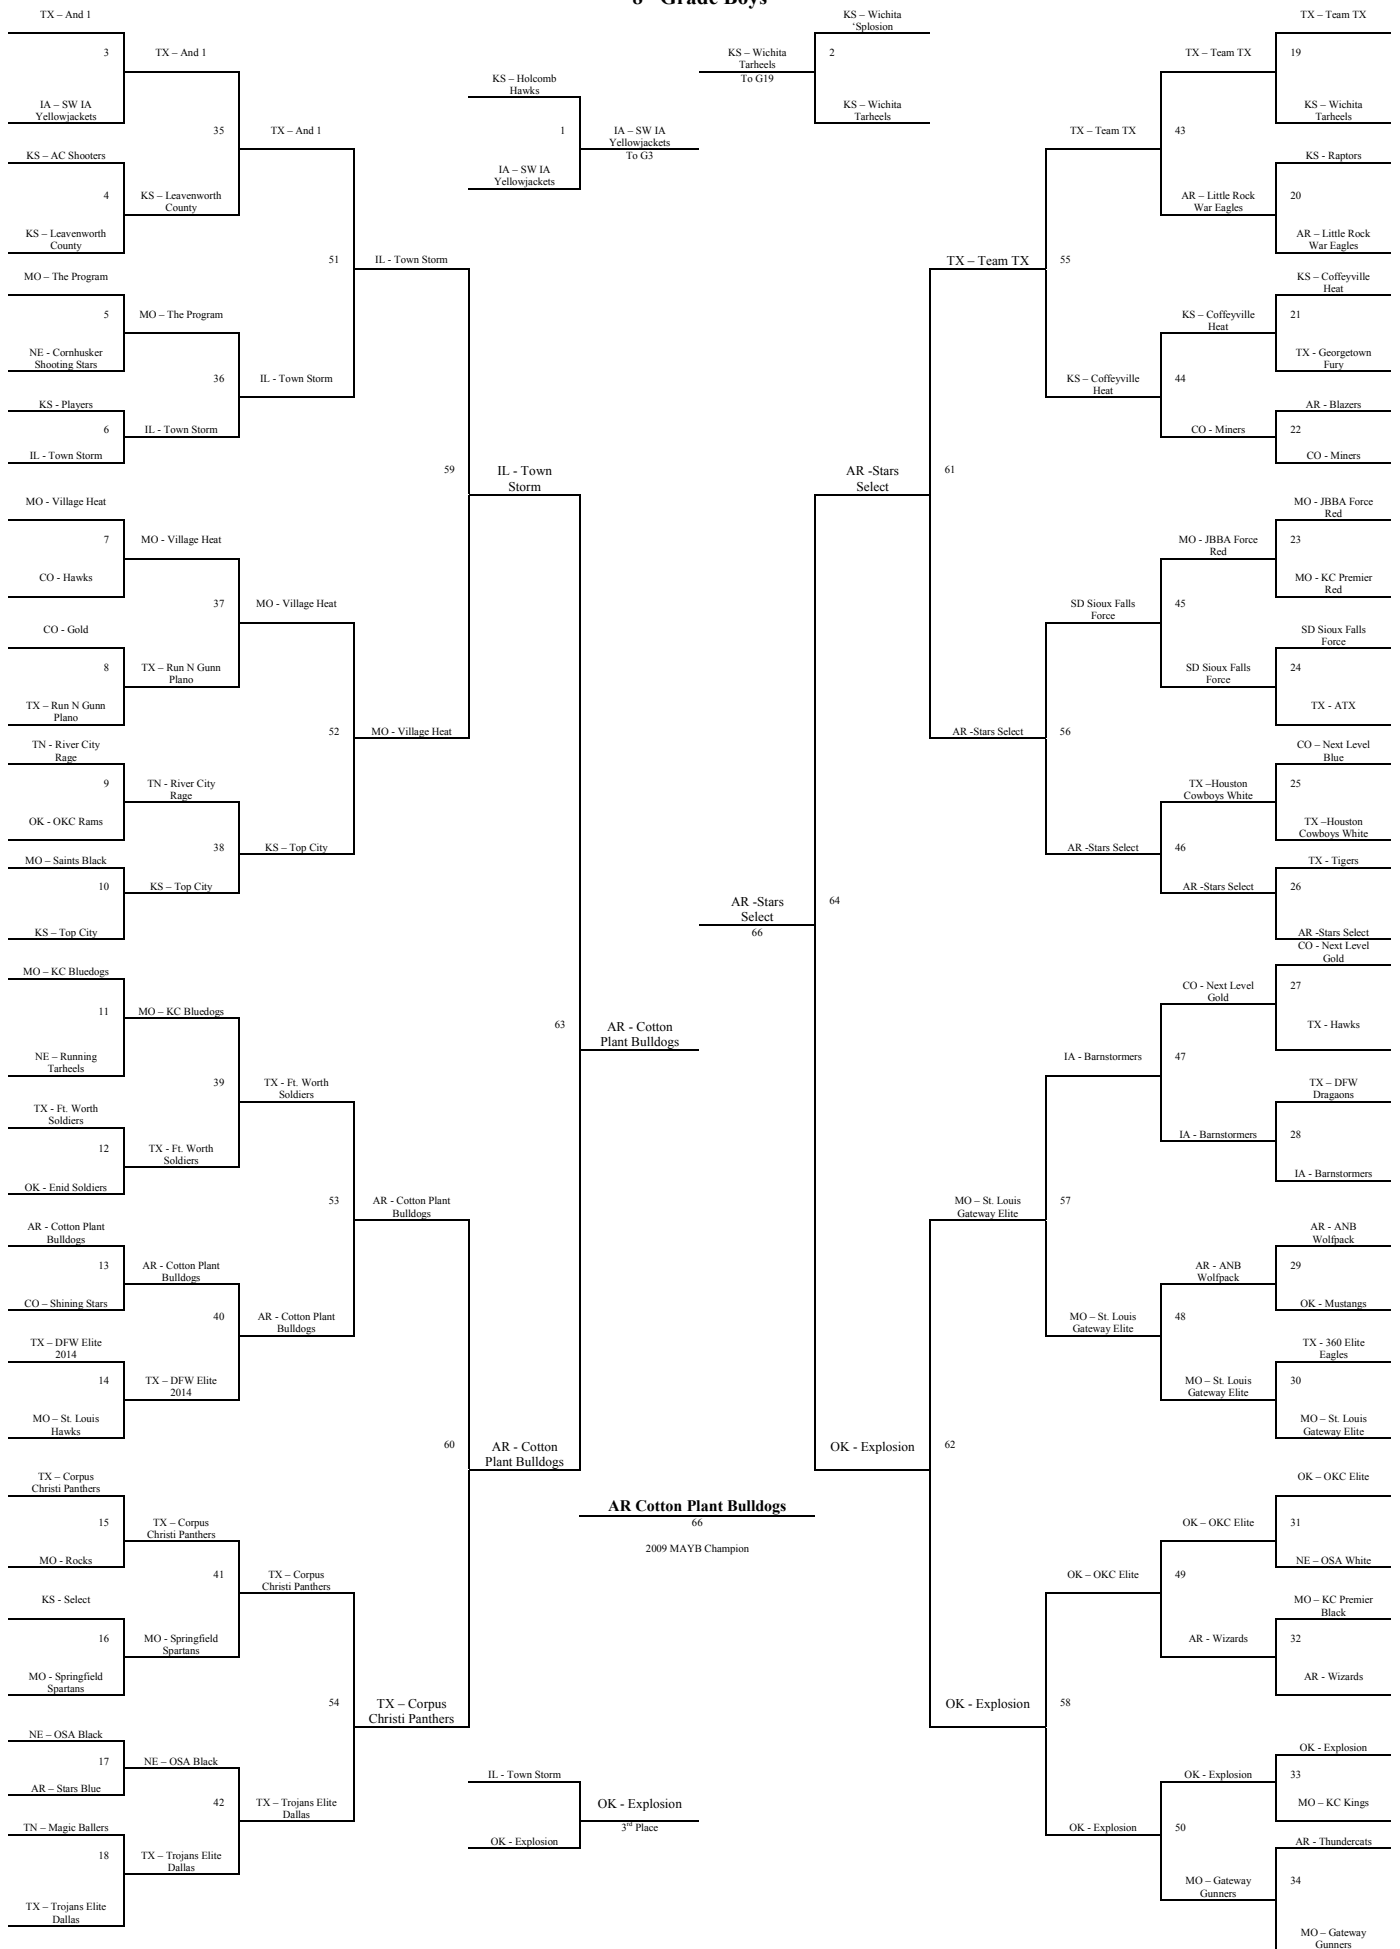 8th Grade Boys
TX – And 1
3
IA – SW IA
Yellowjackets
KS – AC Shooters
4
KS – Leavenworth
County
MO – The Program
5
NE - Cornhusker
Shooting Stars
KS - Players
6
IL - Town Storm
MO - Village Heat
7
CO - Hawks
CO - Gold
8
TX – Run N Gunn
Plano
TN - River City
Rage
9
OK - OKC Rams
MO – Saints Black
10
KS – Top City
MO – KC Bluedogs
11
NE – Running
Tarheels
TX - Ft. Worth
Soldiers
12
OK - Enid Soldiers
AR - Cotton Plant
Bulldogs
13
CO – Shining Stars
TX – DFW Elite
2014
14
MO – St. Louis
Hawks
TX – Corpus
Christi Panthers
15
MO - Rocks
KS - Select
16
MO - Springfield
Spartans
NE – OSA Black
17
AR – Stars Blue
TN – Magic Ballers
18
TX – Trojans Elite
Dallas
TX – And 1
35
KS – Leavenworth
County
MO – The Program
36
IL - Town Storm
MO - Village Heat
37
TX – Run N Gunn
Plano
TN - River City
Rage
38
KS – Top City
MO – KC Bluedogs
39
TX - Ft. Worth
Soldiers
AR - Cotton Plant
Bulldogs
40
TX – DFW Elite
2014
TX – Corpus
Christi Panthers
41
MO - Springfield
Spartans
NE – OSA Black
42
TX – Trojans Elite
Dallas
TX – And 1
51
IL - Town Storm
MO - Village Heat
52
KS – Top City
TX - Ft. Worth
Soldiers
53
AR - Cotton Plant
Bulldogs
TX – Corpus
Christi Panthers
54
TX – Trojans Elite
Dallas
IL - Town Storm
59
MO - Village Heat
AR - Cotton Plant
Bulldogs
60
TX – Corpus
Christi Panthers
IL - Town
Storm
63
AR - Cotton
Plant Bulldogs
KS – Holcomb
Hawks
1
IA – SW IA
Yellowjackets
IA – SW IA
Yellowjackets
To G3
KS – Wichita
Tarheels
To G19
KS – Wichita
‘Splosion
2
KS – Wichita
Tarheels
AR - Cotton
Plant Bulldogs
AR -Stars
Select
66
AR Cotton Plant Bulldogs
66
2009 MAYB Champion
IL - Town Storm
OK - Explosion
OK - Explosion
3rd Place
AR -Stars
Select
64
OK - Explosion
TX – Team TX
61
AR -Stars Select
MO – St. Louis
Gateway Elite
62
OK - Explosion
TX – Team TX
55
KS – Coffeyville
Heat
SD Sioux Falls
Force
56
AR -Stars Select
IA - Barnstormers
57
MO – St. Louis
Gateway Elite
OK – OKC Elite
58
OK - Explosion
TX – Team TX
43
AR – Little Rock
War Eagles
KS – Coffeyville
Heat
44
CO - Miners
MO - JBBA Force
Red
45
SD Sioux Falls
Force
TX –Houston
Cowboys White
46
AR -Stars Select
CO - Next Level
Gold
47
IA - Barnstormers
AR - ANB
Wolfpack
48
MO – St. Louis
Gateway Elite
OK – OKC Elite
49
AR - Wizards
OK - Explosion
50
MO – Gateway
Gunners
TX – Team TX
19
KS – Wichita
Tarheels
KS - Raptors
20
AR – Little Rock
War Eagles
KS – Coffeyville
Heat
21
TX - Georgetown
Fury
AR - Blazers
22
CO - Miners
MO - JBBA Force
Red
23
MO - KC Premier
Red
SD Sioux Falls
Force
24
TX - ATX
CO – Next Level
Blue
25
TX –Houston
Cowboys White
TX - Tigers
26
AR -Stars Select
CO - Next Level
Gold
27
TX - Hawks
TX – DFW
Dragaons
28
IA - Barnstormers
AR - ANB
Wolfpack
29
OK - Mustangs
TX - 360 Elite
Eagles
30
MO – St. Louis
Gateway Elite
OK – OKC Elite
31
NE – OSA White
MO – KC Premier
Black
32
AR - Wizards
OK - Explosion
33
MO – KC Kings
AR - Thundercats
34
MO – Gateway
Gunners